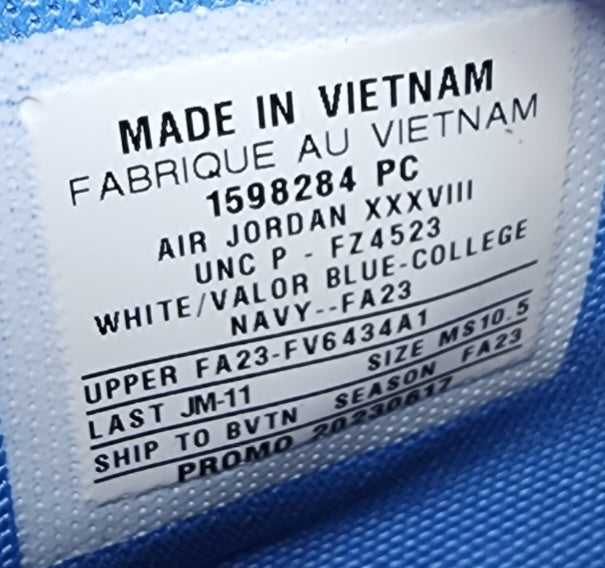 MADE IN VIETNAM
FABRIQUE AU VIETNAM
1598284 PC
AIR JORDAN XXXVIII
UNC P - FZ4523
WHITE/VALOR BLUE-COLLEGE
NAVY--FA23
UPPER FA23-FV6434A1
LAST JM-11 SIZE MS10.5
SHIP TO BVTN SEASON FA23
PROMO 20230617